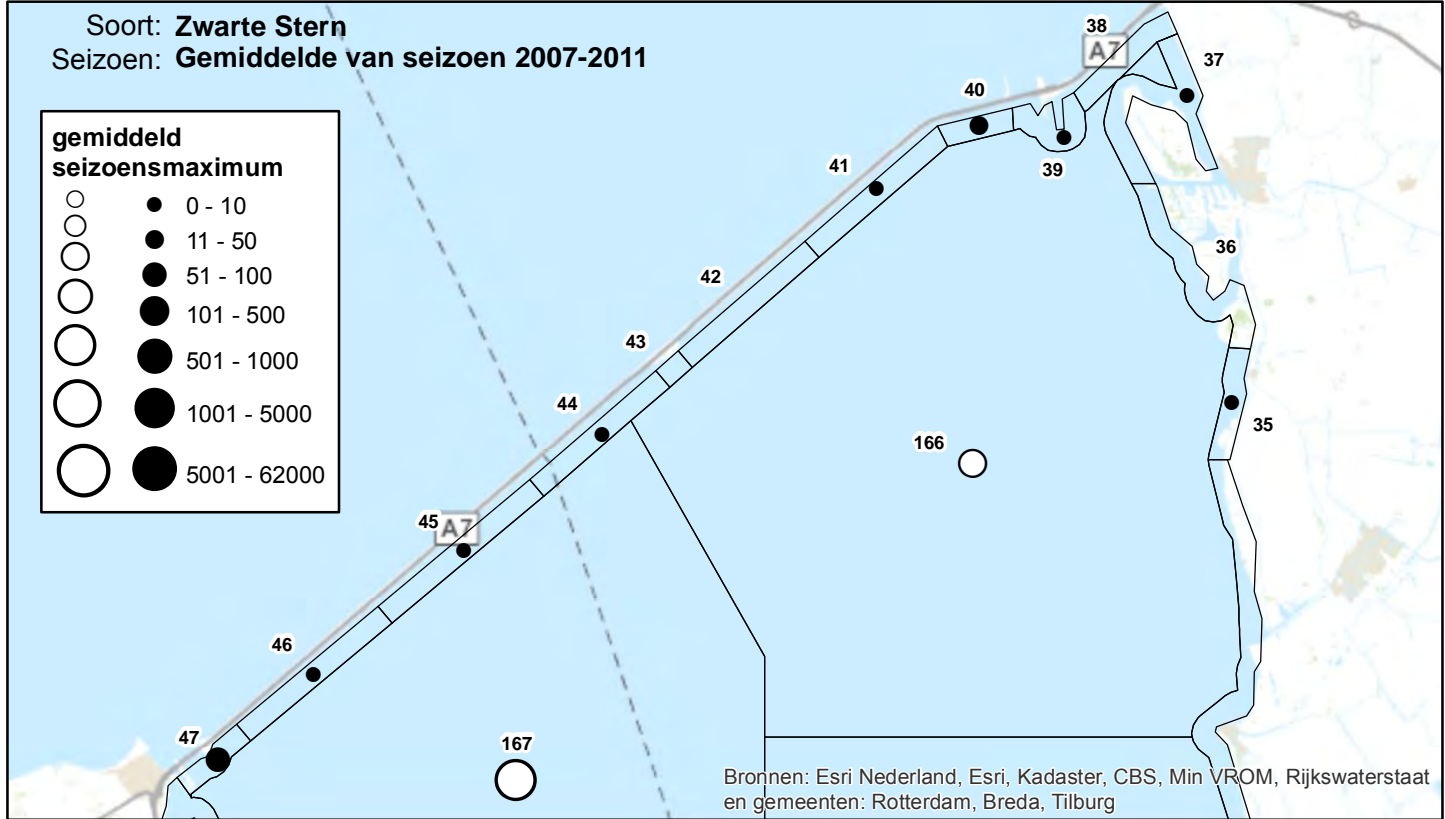 Soort: Zwarte Stern
Seizoen: Gemiddelde van seizoen 2007-2011
gemiddeld
seizoensmaximum
0 - 10
11 - 50
51 - 100
101 - 500
501 - 1000
1001 - 5000
5001 - 62000
38
A7
37
40
39
41
36
42
43
44
35
166
45
A7
46
47
167
Bronnen: Esri Nederland, Esri, Kadaster, CBS, Min VROM, Rijkswaterstaat
en gemeenten: Rotterdam, Breda, Tilburg